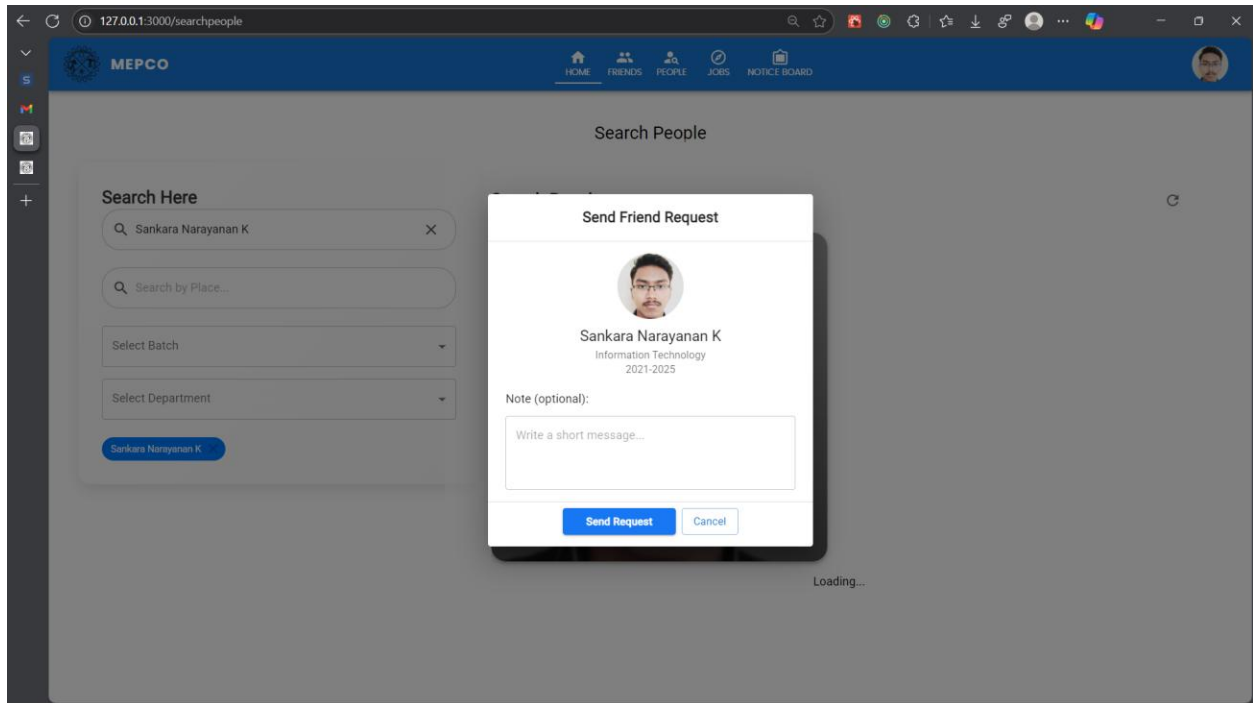 127.0.0.1:3000/searchpeople
MEPCO
HOME
FRIENDS
PEOPLE
JOBS
NOTICE BOARD
Search People
Search Here
Sankara Narayanan K
Search by Place...
Select Batch
Select Department
Sankara Narayanan K
Send Friend Request
Sankara Narayanan K
Information Technology
2021-2025
Note (optional):
Write a short message...
Send Request
Cancel
Loading...